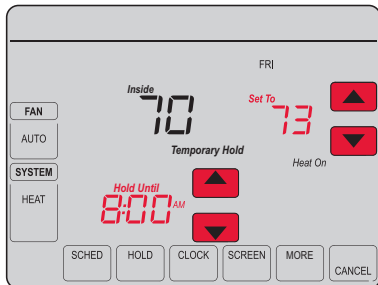 FRI
Inside
70
Set To
73
FAN
AUTO
Temporary Hold
Heat On
SYSTEM
HEAT
Hold Until
8:00 AM
SCHED HOLD CLOCK SCREEN MORE CANCEL